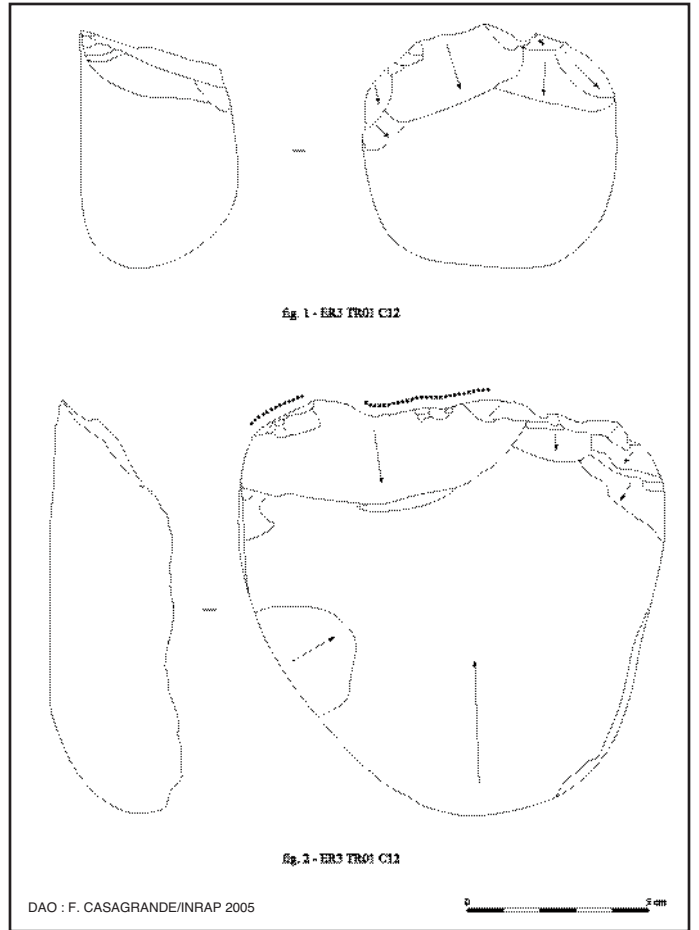 fig. 1 - ER3 TR01 C12
fig. 2 - ER3 TR01 C12
DAO : F. CASAGRANDE/INRAP 2005
0 5 cm